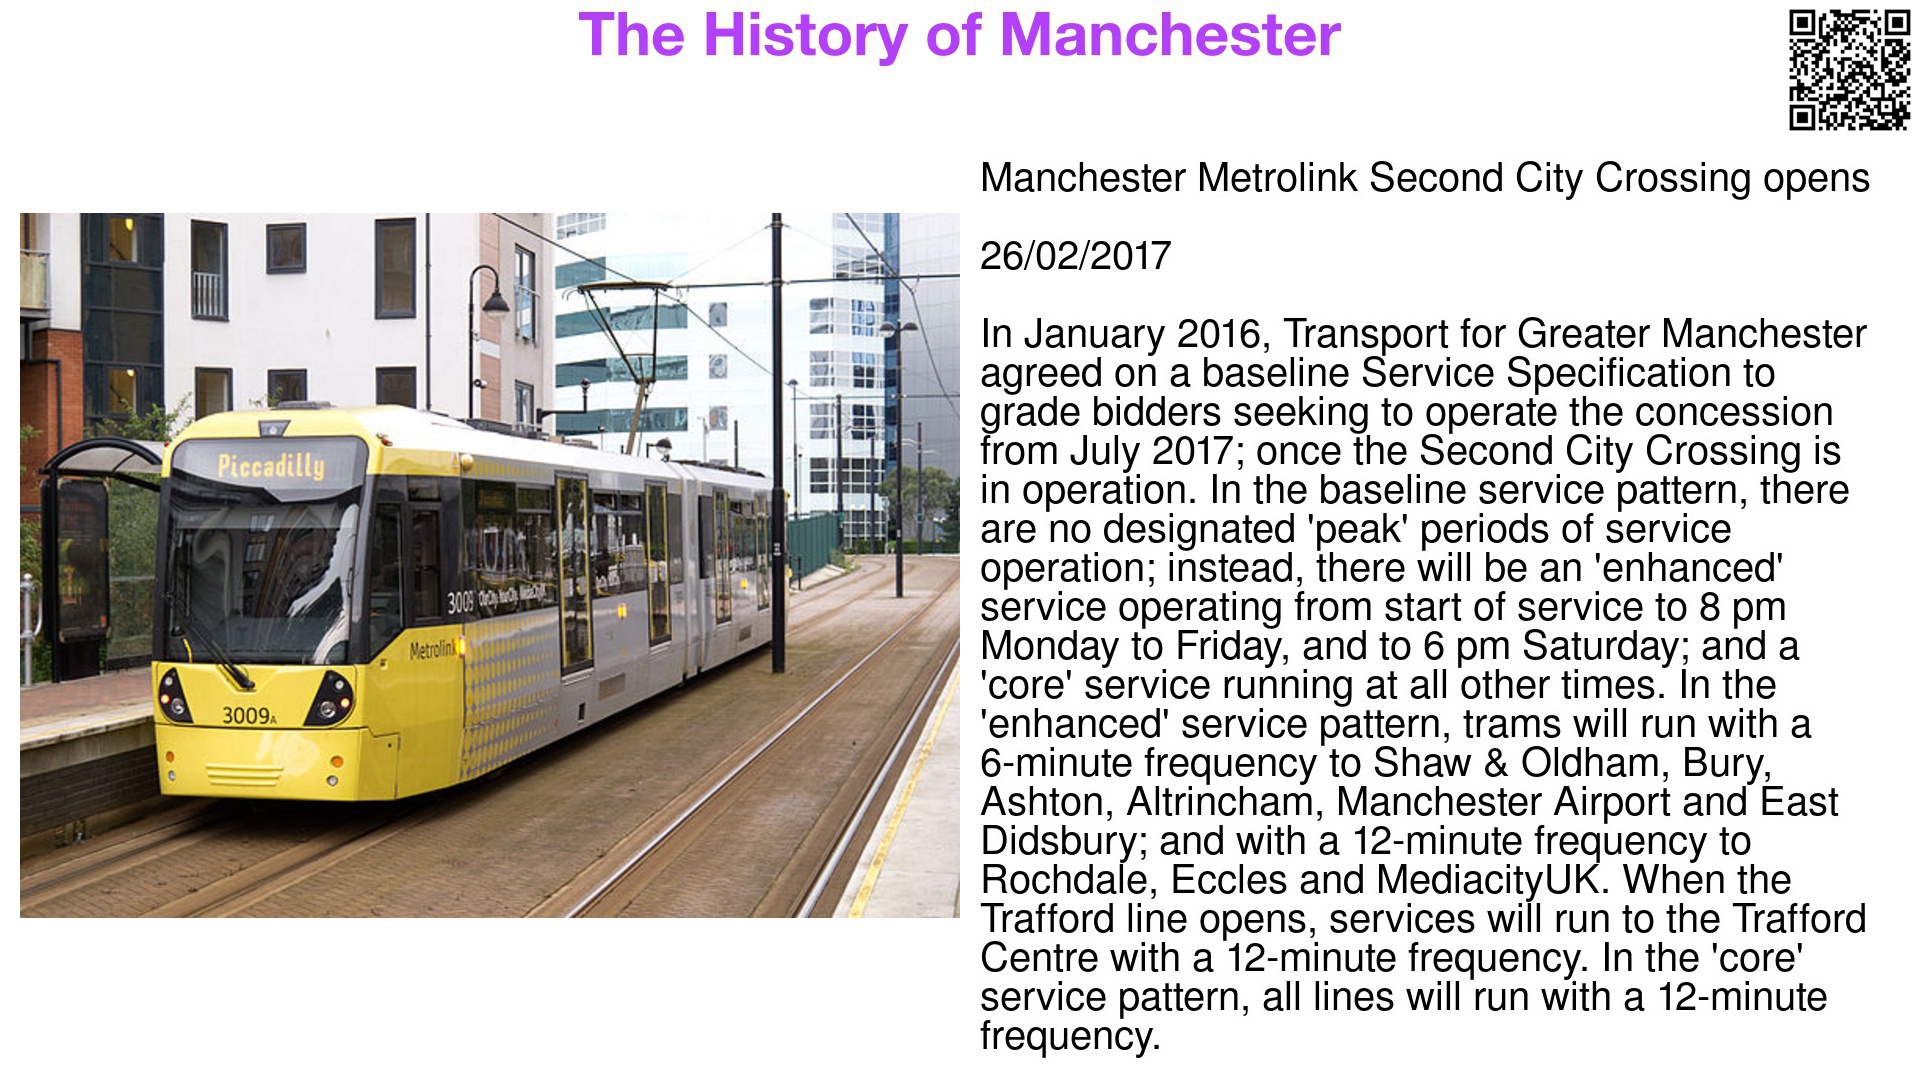 The History of Manchester
Manchester Metrolink Second City Crossing opens
26/02/2017
In January 2016, Transport for Greater Manchester
agreed on a baseline Service Specification to
grade bidders seeking to operate the concession
from July 2017; once the Second City Crossing is
in operation. In the baseline service pattern, there
are no designated 'peak' periods of service
operation; instead, there will be an 'enhanced'
service operating from start of service to 8 pm
Monday to Friday, and to 6 pm Saturday; and a
'core' service running at all other times. In the
'enhanced' service pattern, trams will run with a
6-minute frequency to Shaw & Oldham, Bury,
Ashton, Altrincham, Manchester Airport and East
Didsbury; and with a 12-minute frequency to
Rochdale, Eccles and MediacityUK. When the
Trafford line opens, services will run to the Trafford
Centre with a 12-minute frequency. In the 'core'
service pattern, all lines will run with a 12-minute
frequency.
Piccadilly
3009
Metrolink
3009A